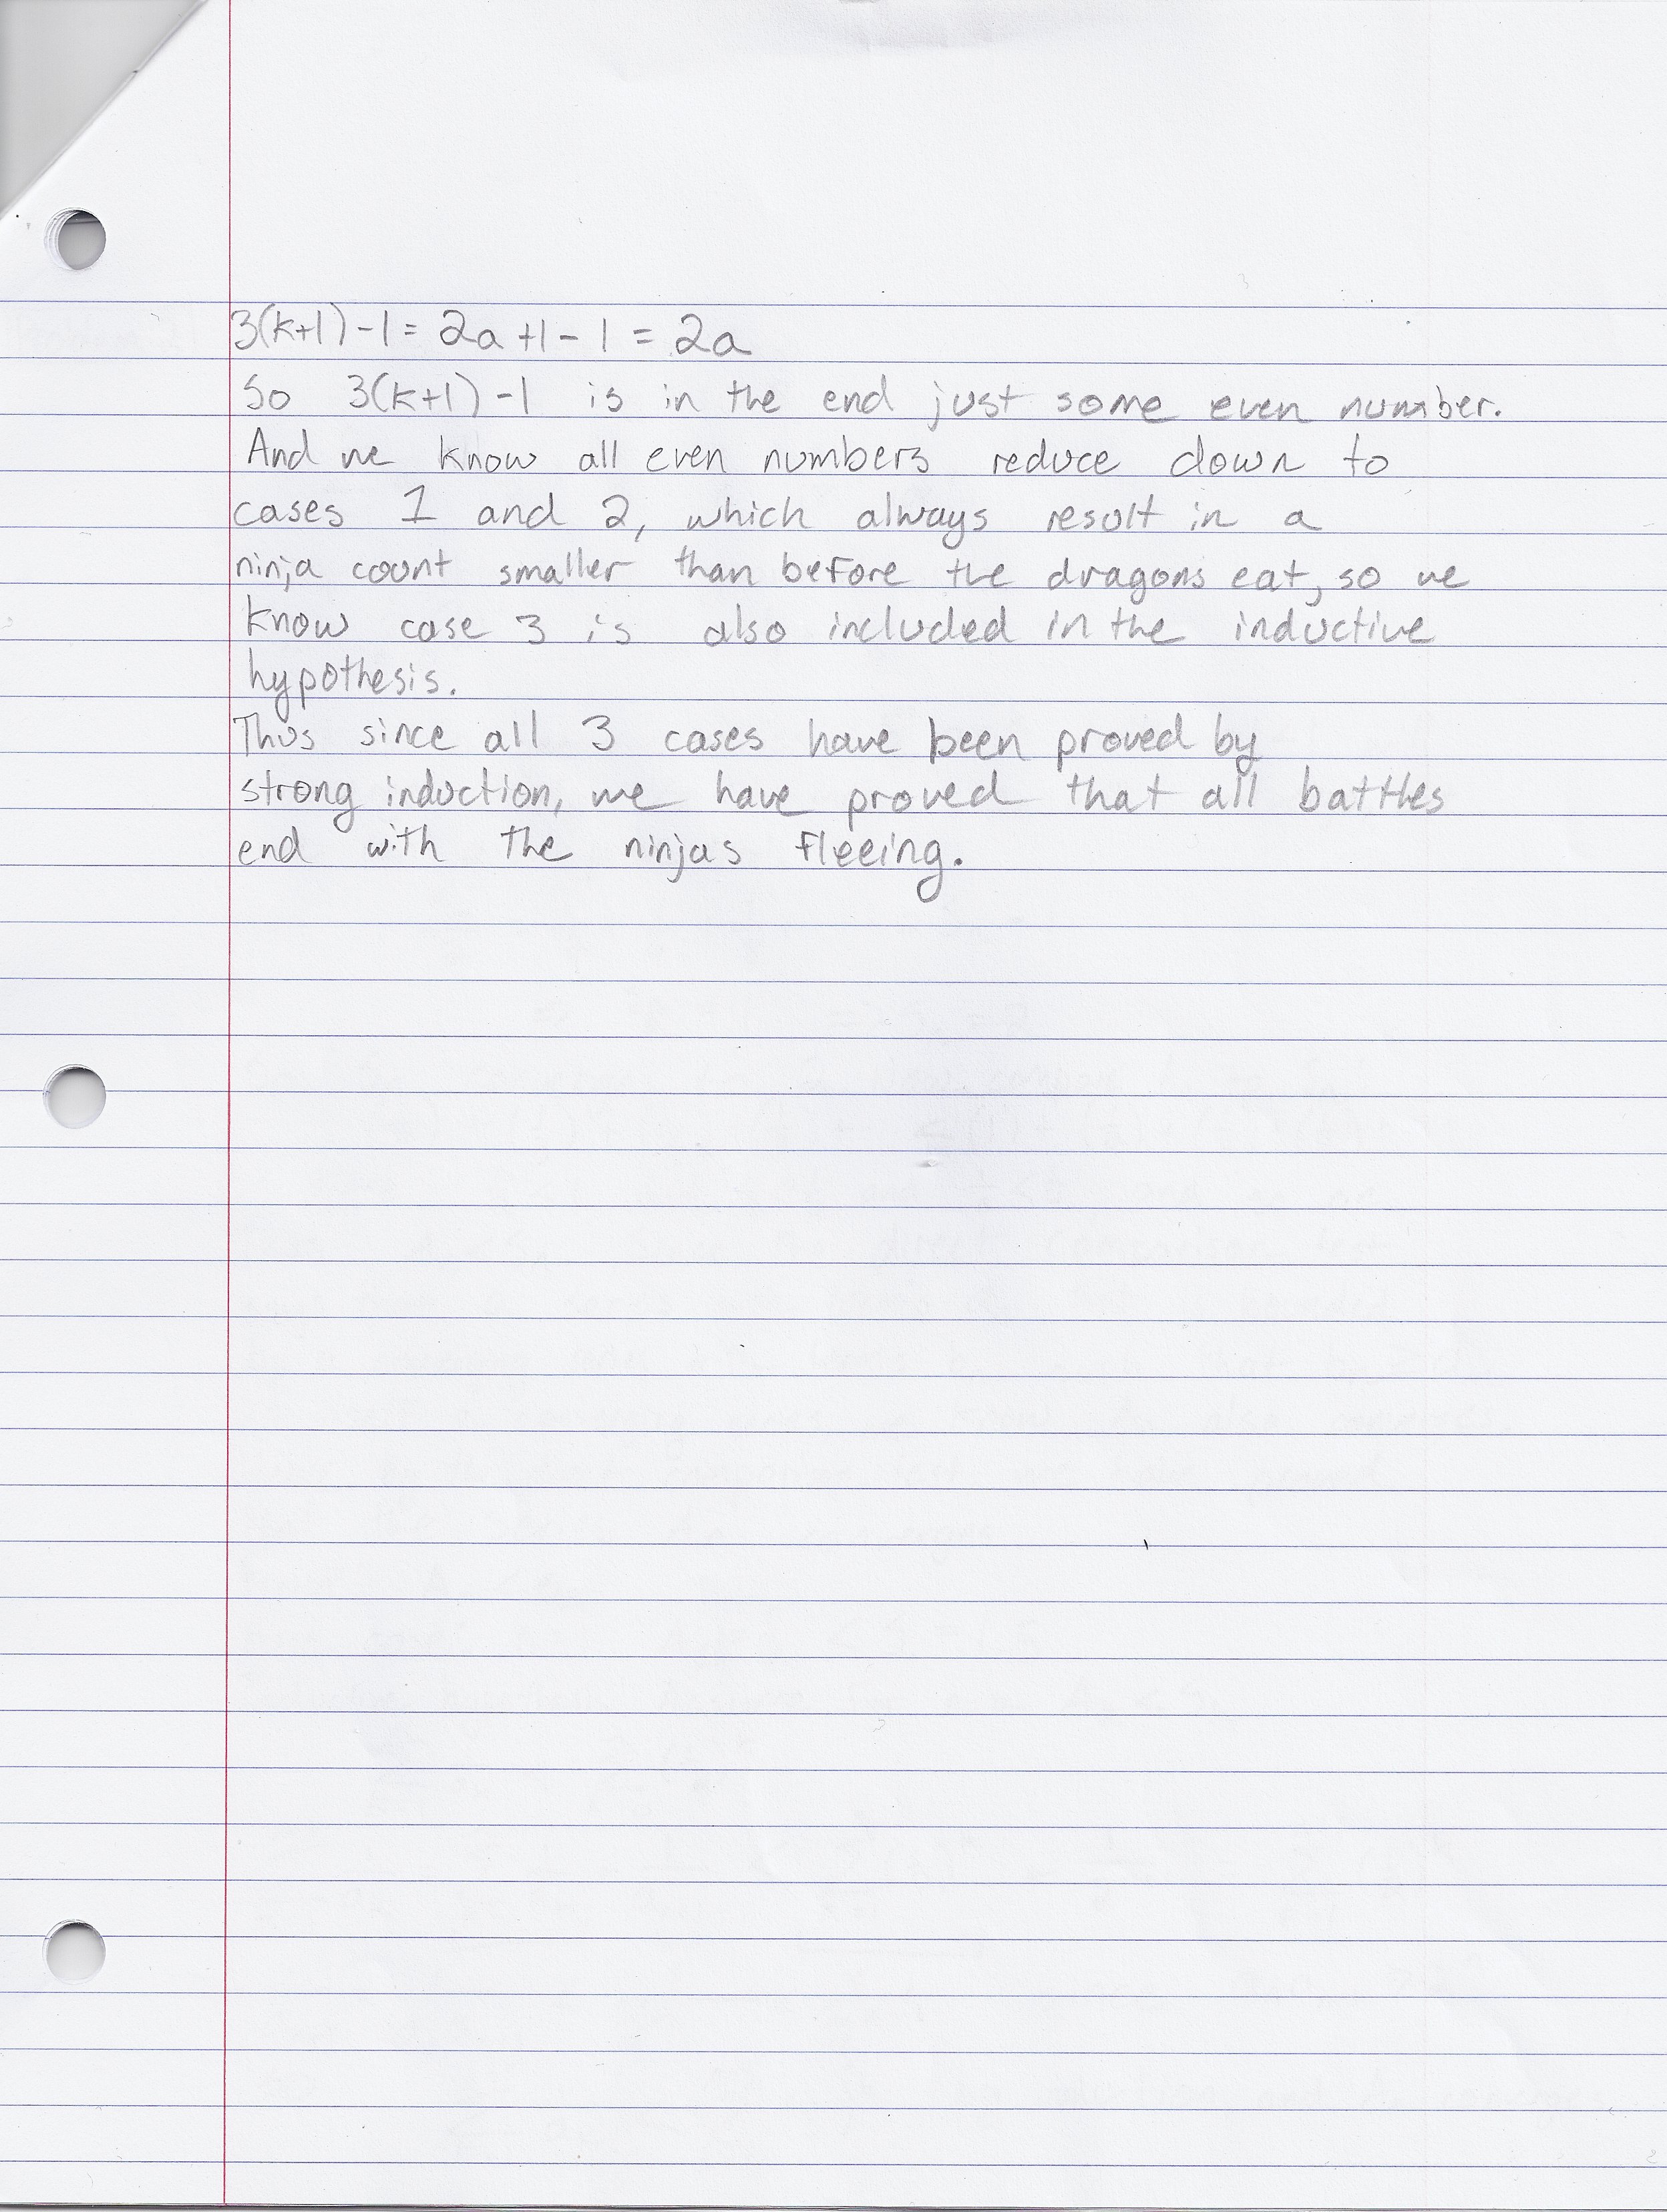 3(k+1)-1= 2a+1-1 = 2a
So 3(k+1)-1 is in the end just some even number.
And we know all even numbers reduce down to
cases 1 and 2, which always result in a
ninja count smaller than before the dragons eat, so we
know case 3 is also included in the inductive
hypothesis.
Thus since all 3 cases have been proved by
strong induction, we have proved that all battles
end with the ninjas fleeing.